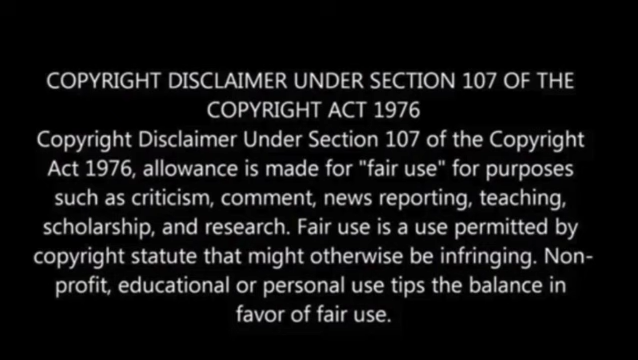 COPYRIGHT DISCLAIMER UNDER SECTION 107 OF THE
COPYRIGHT ACT 1976
Copyright Disclaimer Under Section 107 of the Copyright
Act 1976, allowance is made for "fair use" for purposes
such as criticism, comment, news reporting, teaching,
scholarship, and research. Fair use is a use permitted by
copyright statute that might otherwise be infringing. Non-
profit, educational or personal use tips the balance in
favor of fair use.